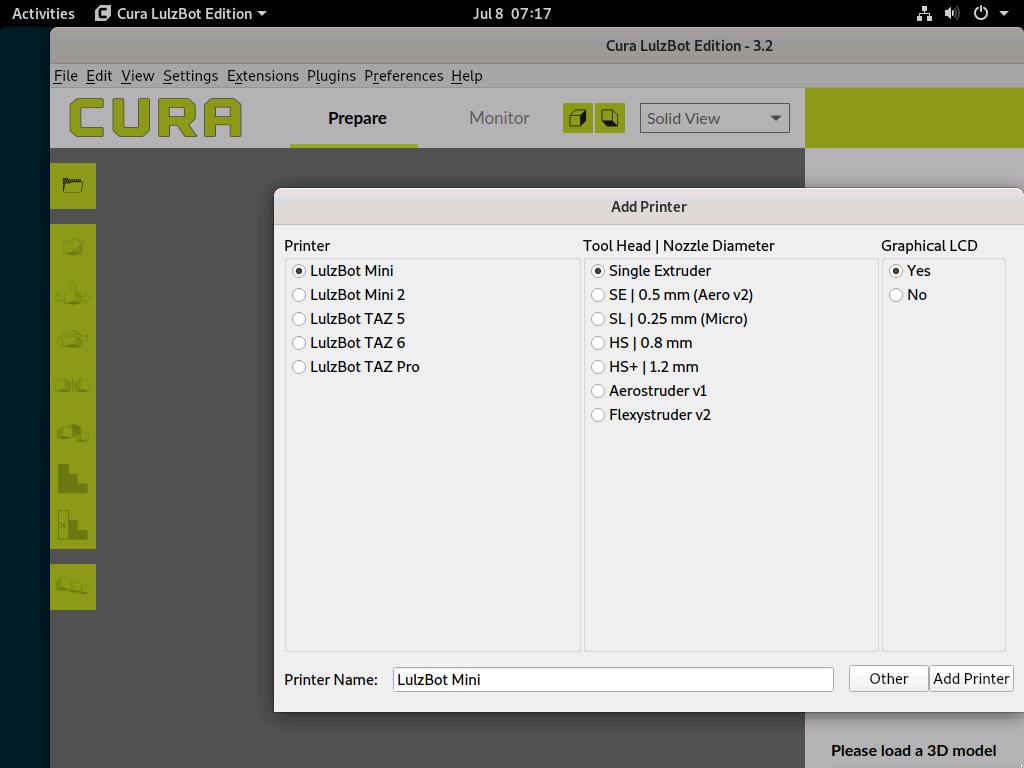 Activities Cura LulzBot Edition Jul 8 07:17
Cura LulzBot Edition - 3.2
File Edit View Settings Extensions Plugins Preferences Help
CURA Prepare Monitor Solid View
Add Printer
Printer Tool Head | Nozzle Diameter Graphical LCD
LulzBot Mini Single Extruder Yes
LulzBot Mini 2 SE | 0.5 mm (Aero v2) No
LulzBot TAZ 5 SL | 0.25 mm (Micro)
LulzBot TAZ 6 HS | 0.8 mm
LulzBot TAZ Pro HS+ | 1.2 mm
Aerostruder v1
Flexystruder v2
Printer Name: LulzBot Mini Other Add Printer
Please load a 3D model